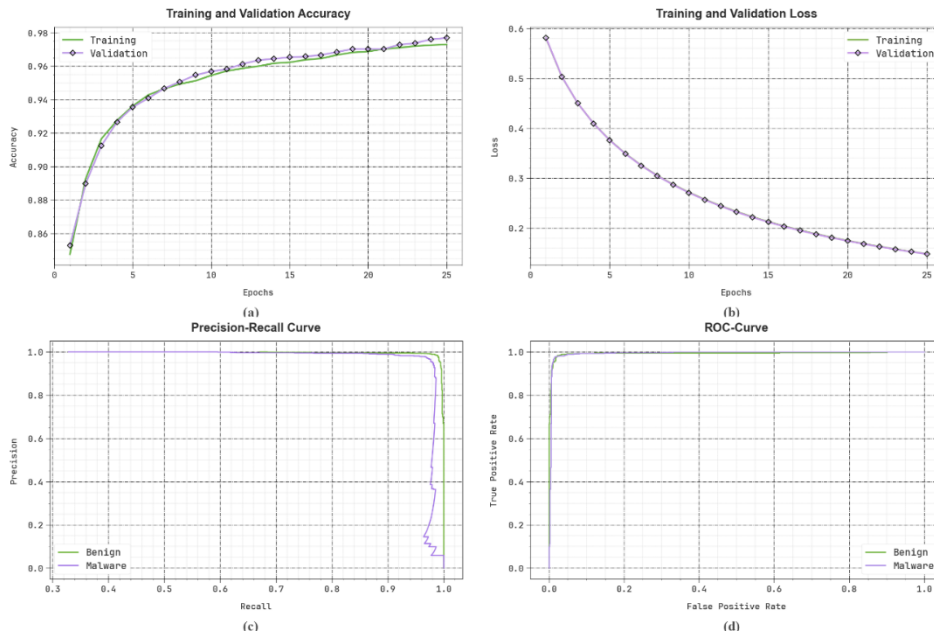 Training and Validation Accuracy
Training
Validation
0.98
0.96
0.94
0.92
0.90
0.88
0.86
Accuracy
0
5
10
15
20
25
Epochs
(a)
Training and Validation Loss
Training
Validation
0.6
0.5
0.4
0.3
0.2
Loss
0
5
10
15
20
25
Epochs
(b)
Precision-Recall Curve
1.0
0.8
0.6
0.4
0.2
0.0
Precision
Benign
Malware
0.3
0.4
0.5
0.6
0.7
0.8
0.9
1.0
Recall
(c)
ROC-Curve
1.0
0.8
0.6
0.4
0.2
0.0
True Positive Rate
Benign
Malware
0.0
0.2
0.4
0.6
0.8
1.0
False Positive Rate
(d)